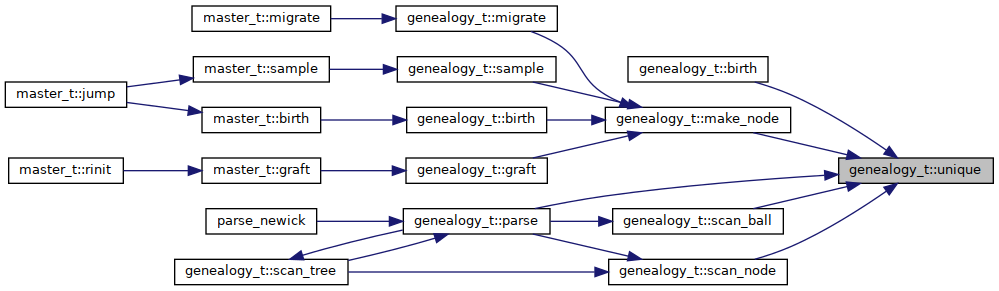 master_t::migrate
genealogy_t::migrate
master_t::sample
genealogy_t::sample
genealogy_t::birth
master_t::jump
master_t::birth
genealogy_t::birth
genealogy_t::make_node
master_t::rinit
master_t::graft
genealogy_t::graft
genealogy_t::unique
parse_newick
genealogy_t::parse
genealogy_t::scan_ball
genealogy_t::scan_tree
genealogy_t::scan_node